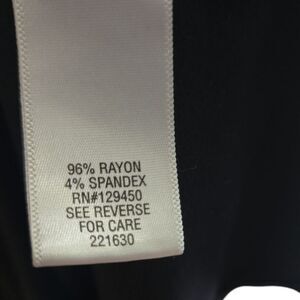 96% RAYON
4% SPANDEX
RN#129450
SEE REVERSE
FOR CARE
221630